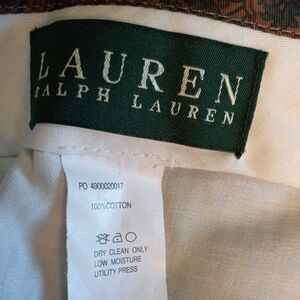 LAUREN
RALPH LAUREN
PO 4900020017
100% COTTON
DRY CLEAN ONLY
LOW MOISTURE
UTILITY PRESS